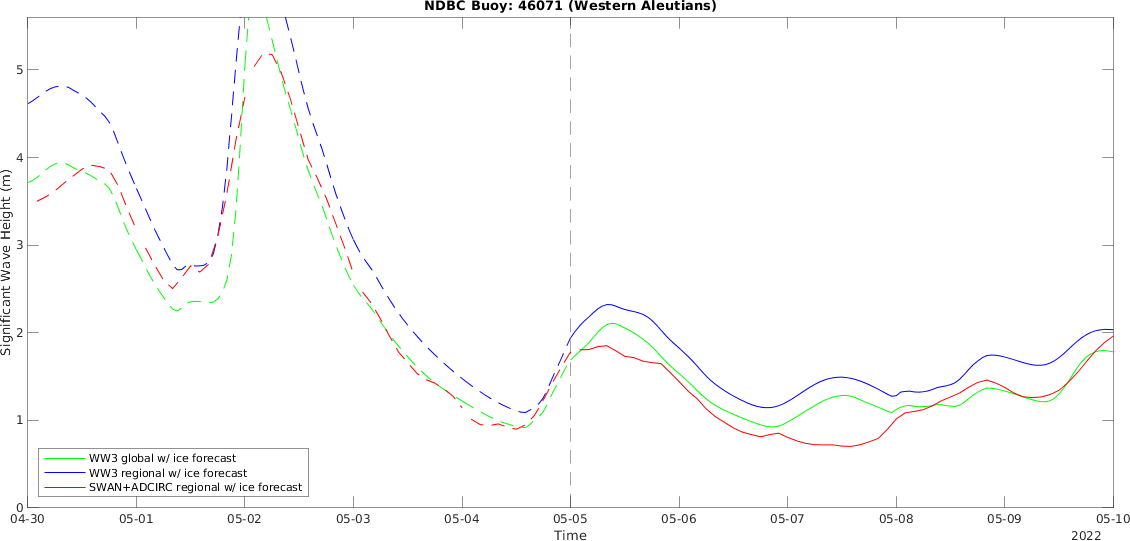 NDBC Buoy: 46071 (Western Aleutians)
5
4
3
2
1
0
Significant Wave Height (m)
WW3 global w/ ice forecast
WW3 regional w/ ice forecast
SWAN+ADCIRC regional w/ ice forecast
04-30 05-01 05-02 05-03 05-04 05-05 05-06 05-07 05-08 05-09 05-10
Time
2022